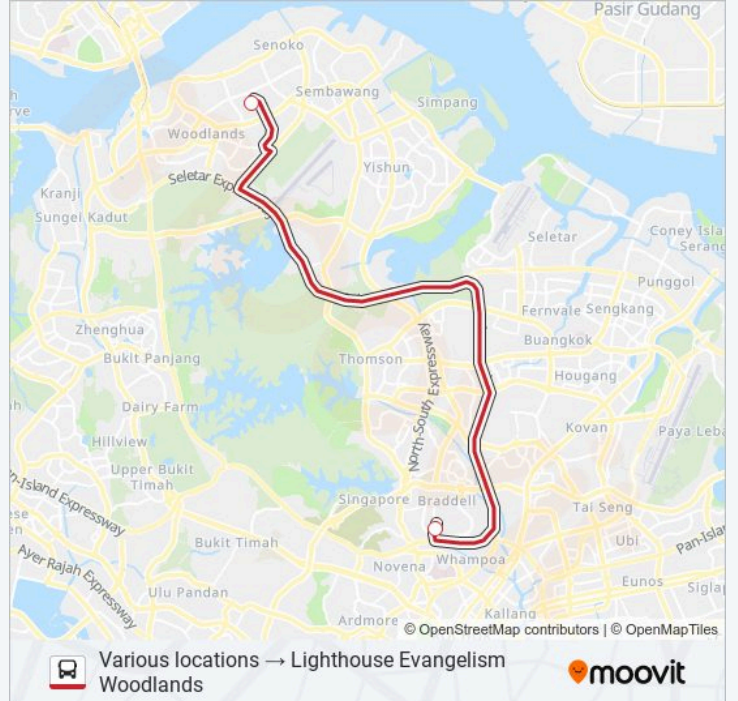 Pasir Gudang
Senoko
Sembawang
Simpang
Woodlands
Yishun
Seletar Exp
Kranji
Sungei Kadut
Seletar
Coney Isla
Serang
Punggol
Fernvale Sengkang
Zhenghua
Buangkok
Bukit Panjang
Thomson
North-South Expressway
Hougang
Dairy Farm
Kovan
Paya Leba
Hillview
Upper Bukit
Timah
n-Island Expressway
Singapore
Braddell
Tai Seng
Ubi
Pan-Isla
Bukit Timah
Novena
Whampoa
Ayer Rajah Expressway
Eunos
Siglap
Ulu Pandan
Kallang
Ardmore
© OpenStreetMap contributors | © OpenMapTiles
Various locations → Lighthouse Evangelism
Woodlands
moovit